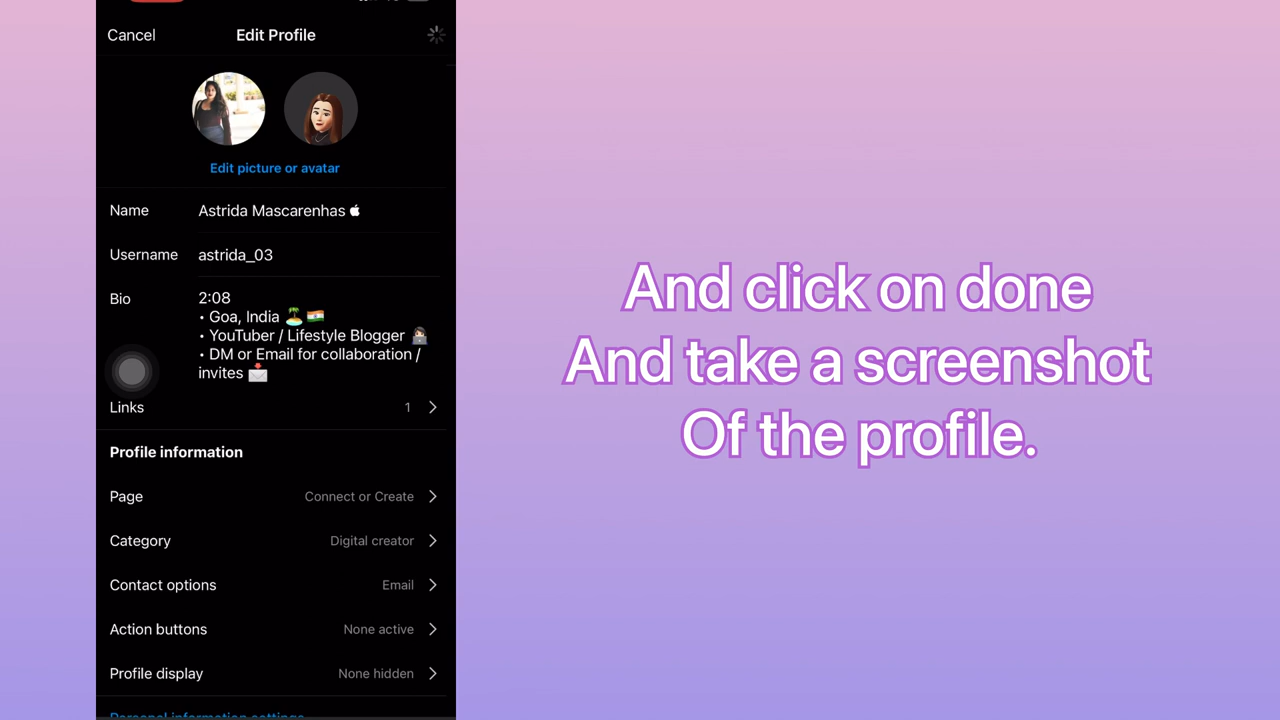 Cancel Edit Profile
Edit picture or avatar
Name Astrida Mascarenhas
Username astrida_03
Bio 2:08
• Goa, India 🏝️ 🇮🇳
• YouTuber / Lifestyle Blogger 👩🏻‍💻
• DM or Email for collaboration /
invites 📩
Links 1
Profile information
Page Connect or Create
Category Digital creator
Contact options Email
Action buttons None active
Profile display None hidden
Personal information settings
And click on done
And take a screenshot
Of the profile.